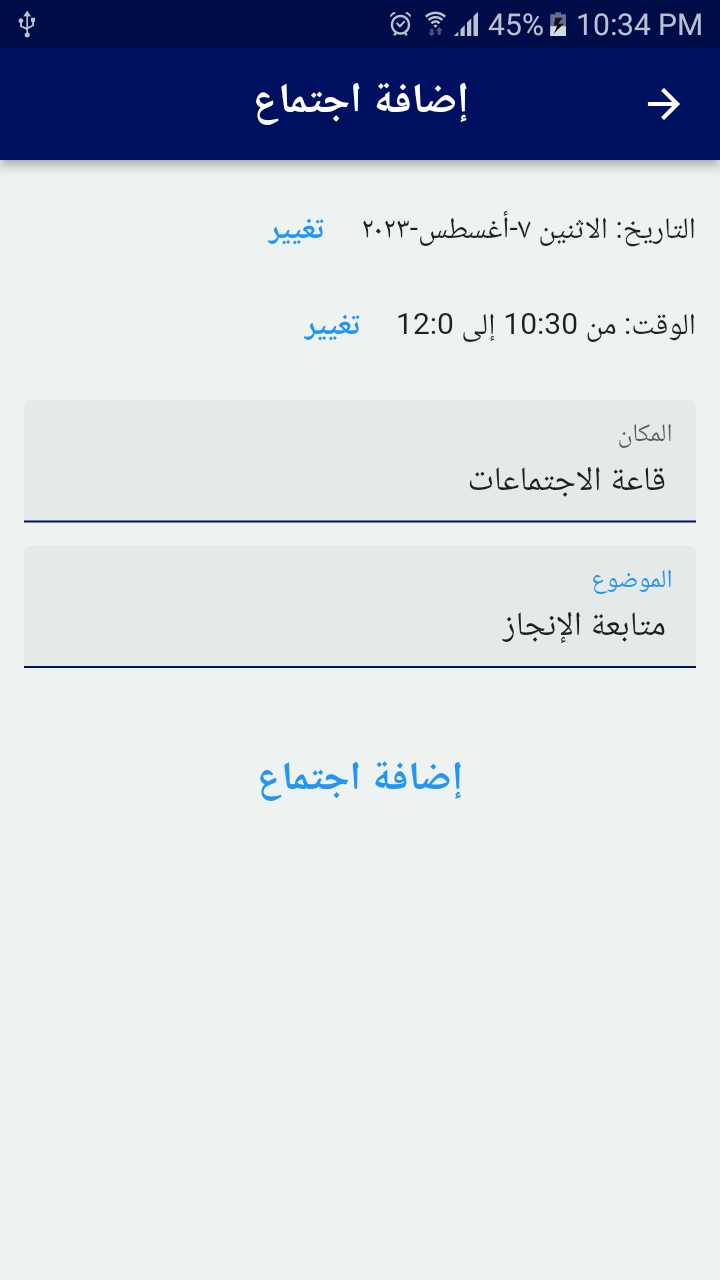 45% 10:34 PM
إضافة اجتماع
التاريخ: الاثنين ٧-أغسطس-٢٠٢٣ تغيير
الوقت: من 10:30 إلى 12:0 تغيير
المكان
قاعة الاجتماعات
الموضوع
متابعة الإنجاز
إضافة اجتماع